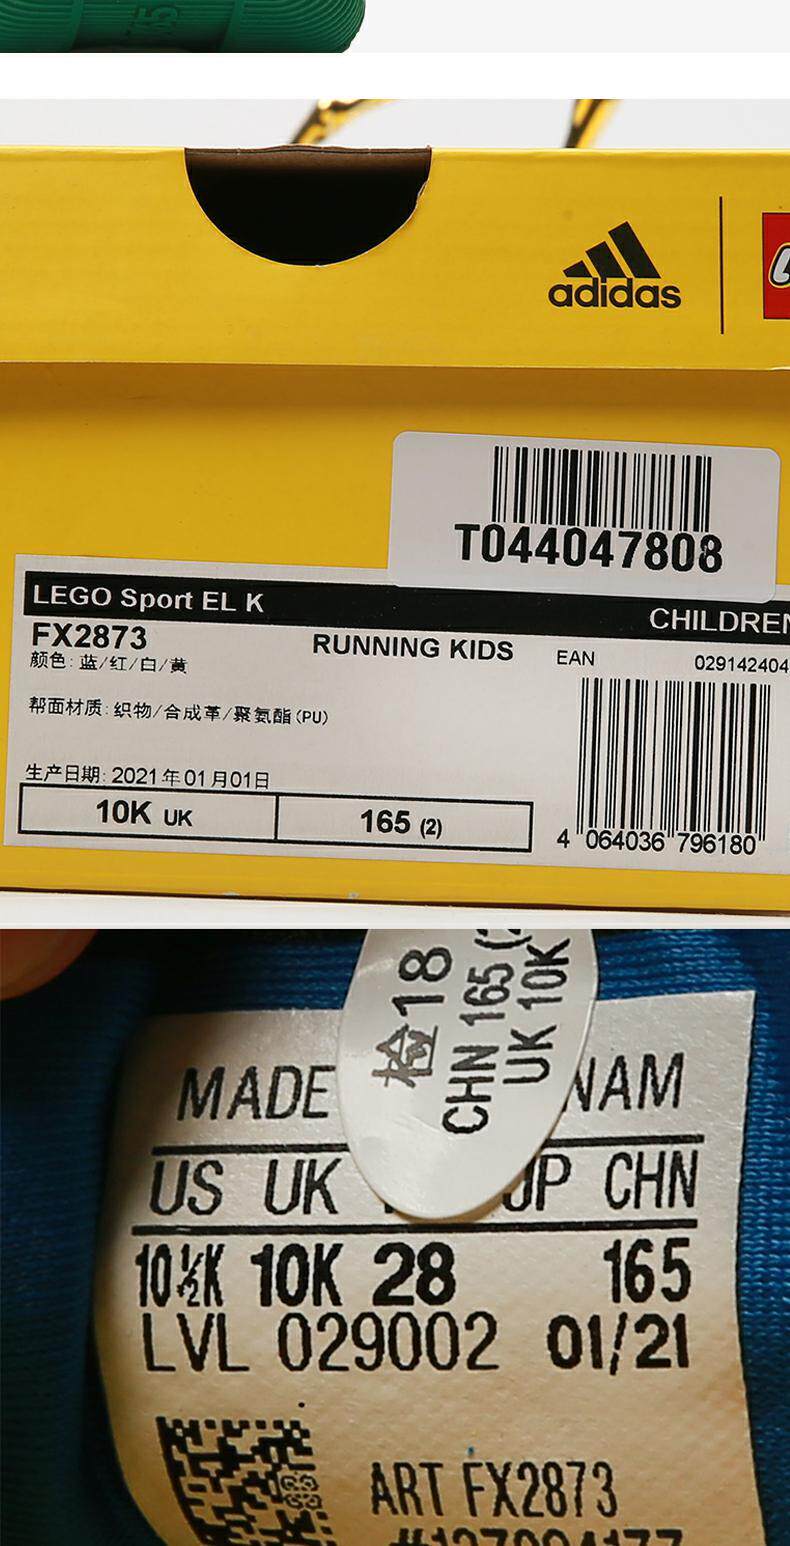 adidas
T044047808
LEGO Sport EL K
CHILDREN
FX2873
RUNNING KIDS
颜色: 蓝/红/白/黄
EAN
029142404
帮面材质: 织物/合成革/聚氨酯(PU)
生产日期: 2021年01月01日
10K UK
165 (2)
4 064036 796180
检18
CHN 165 (
UK 10K
MADE
NAM
US UK JP CHN
10½K 10K 28 165
LVL 029002 01/21
ART FX2873